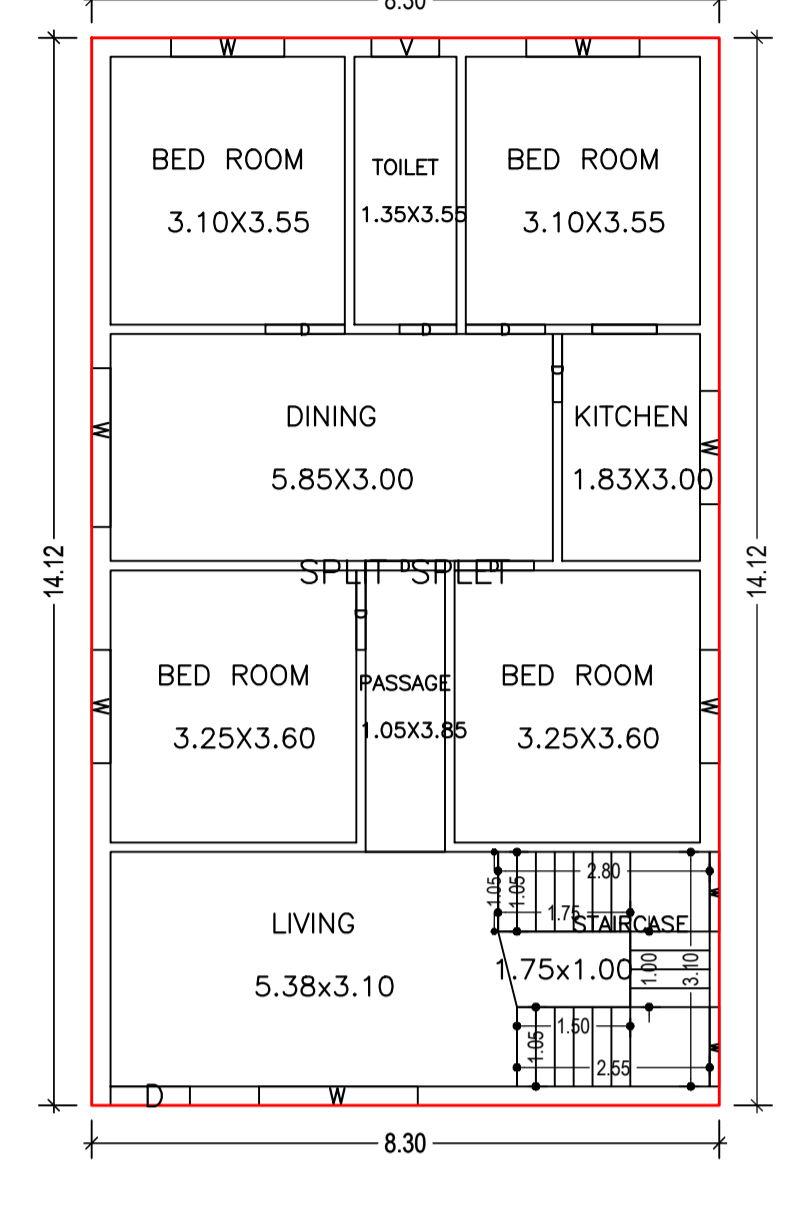 8.30
W V W
BED ROOM
3.10X3.55
TOILET
1.35X3.55
BED ROOM
3.10X3.55
D D D
D
DINING
5.85X3.00
KITCHEN
1.83X3.00
W
W
14.12
14.12
SPLIT SPLET
D D
D
BED ROOM
3.25X3.60
PASSAGE
1.05X3.85
BED ROOM
3.25X3.60
W
W
LIVING
5.38x3.10
STAIRCASE
1.75x1.00
2.80
1.05
1.05
1.75
1.00
3.10
1.50
1.05
2.55
W
W
D W
8.30